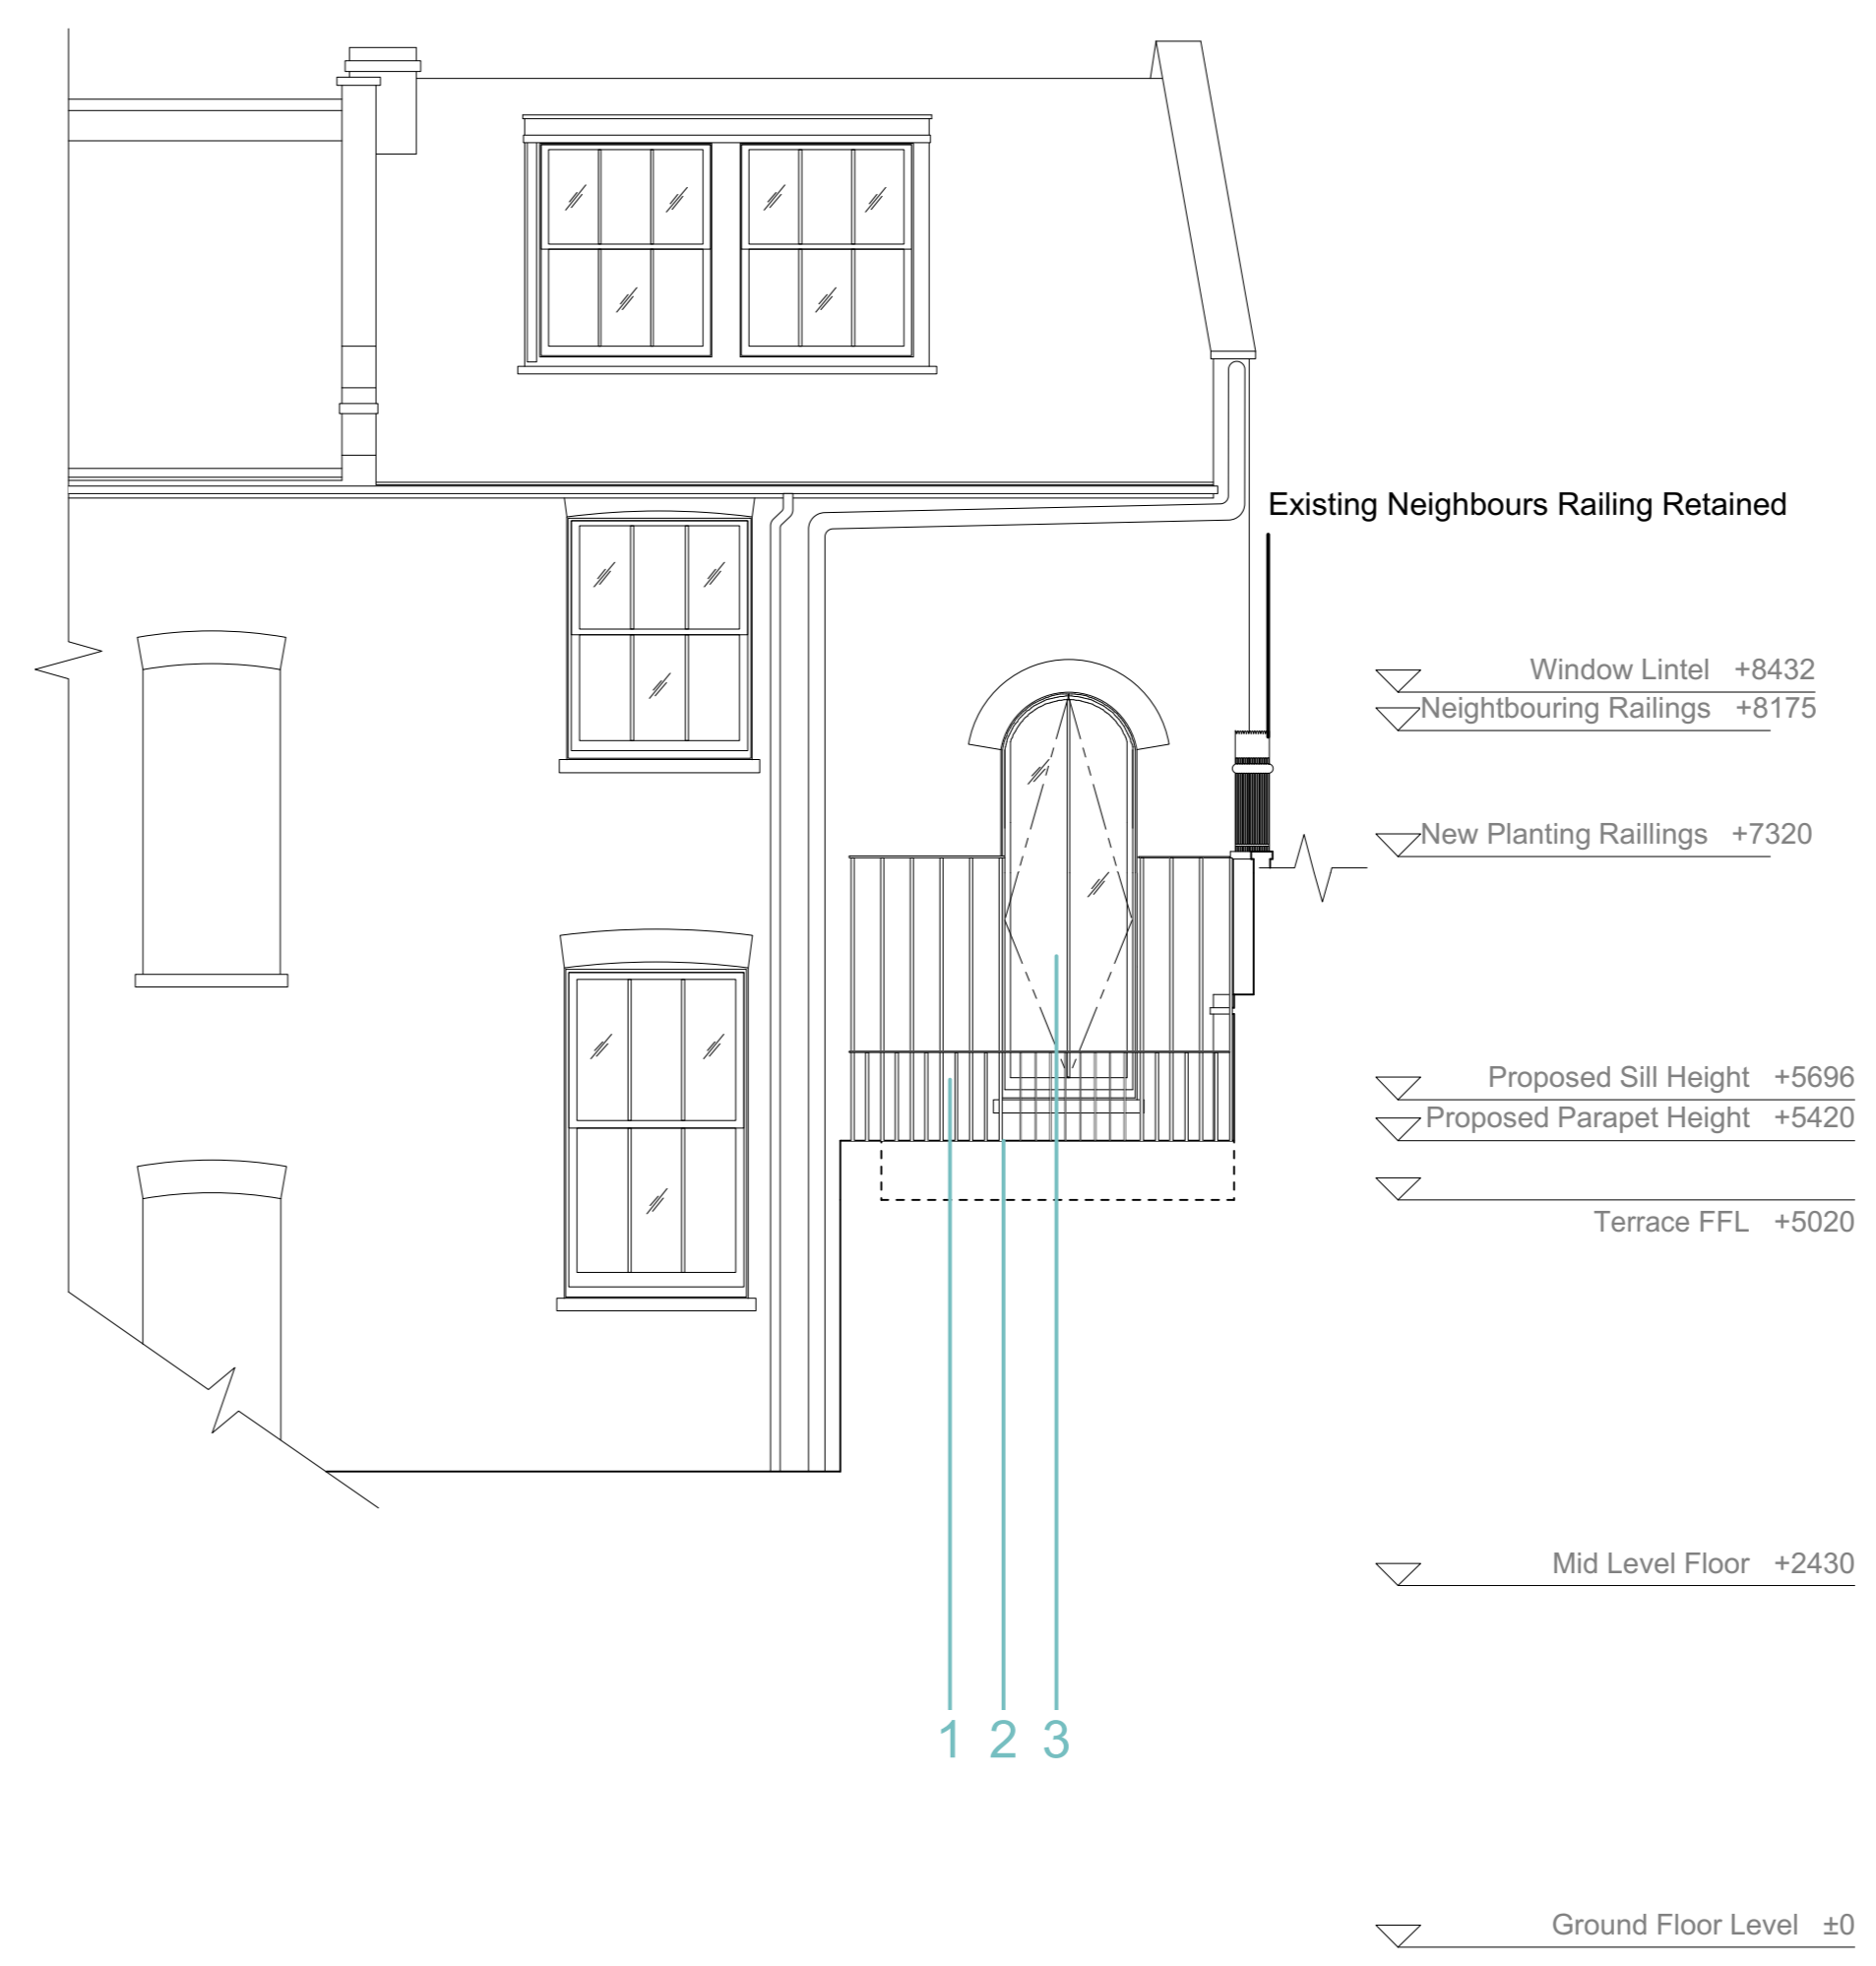 Existing Neighbours Railing Retained
Window Lintel +8432
Neightbouring Railings +8175
New Planting Raillings +7320
Proposed Sill Height +5696
Proposed Parapet Height +5420
Terrace FFL +5020
Mid Level Floor +2430
1 2 3
Ground Floor Level ±0